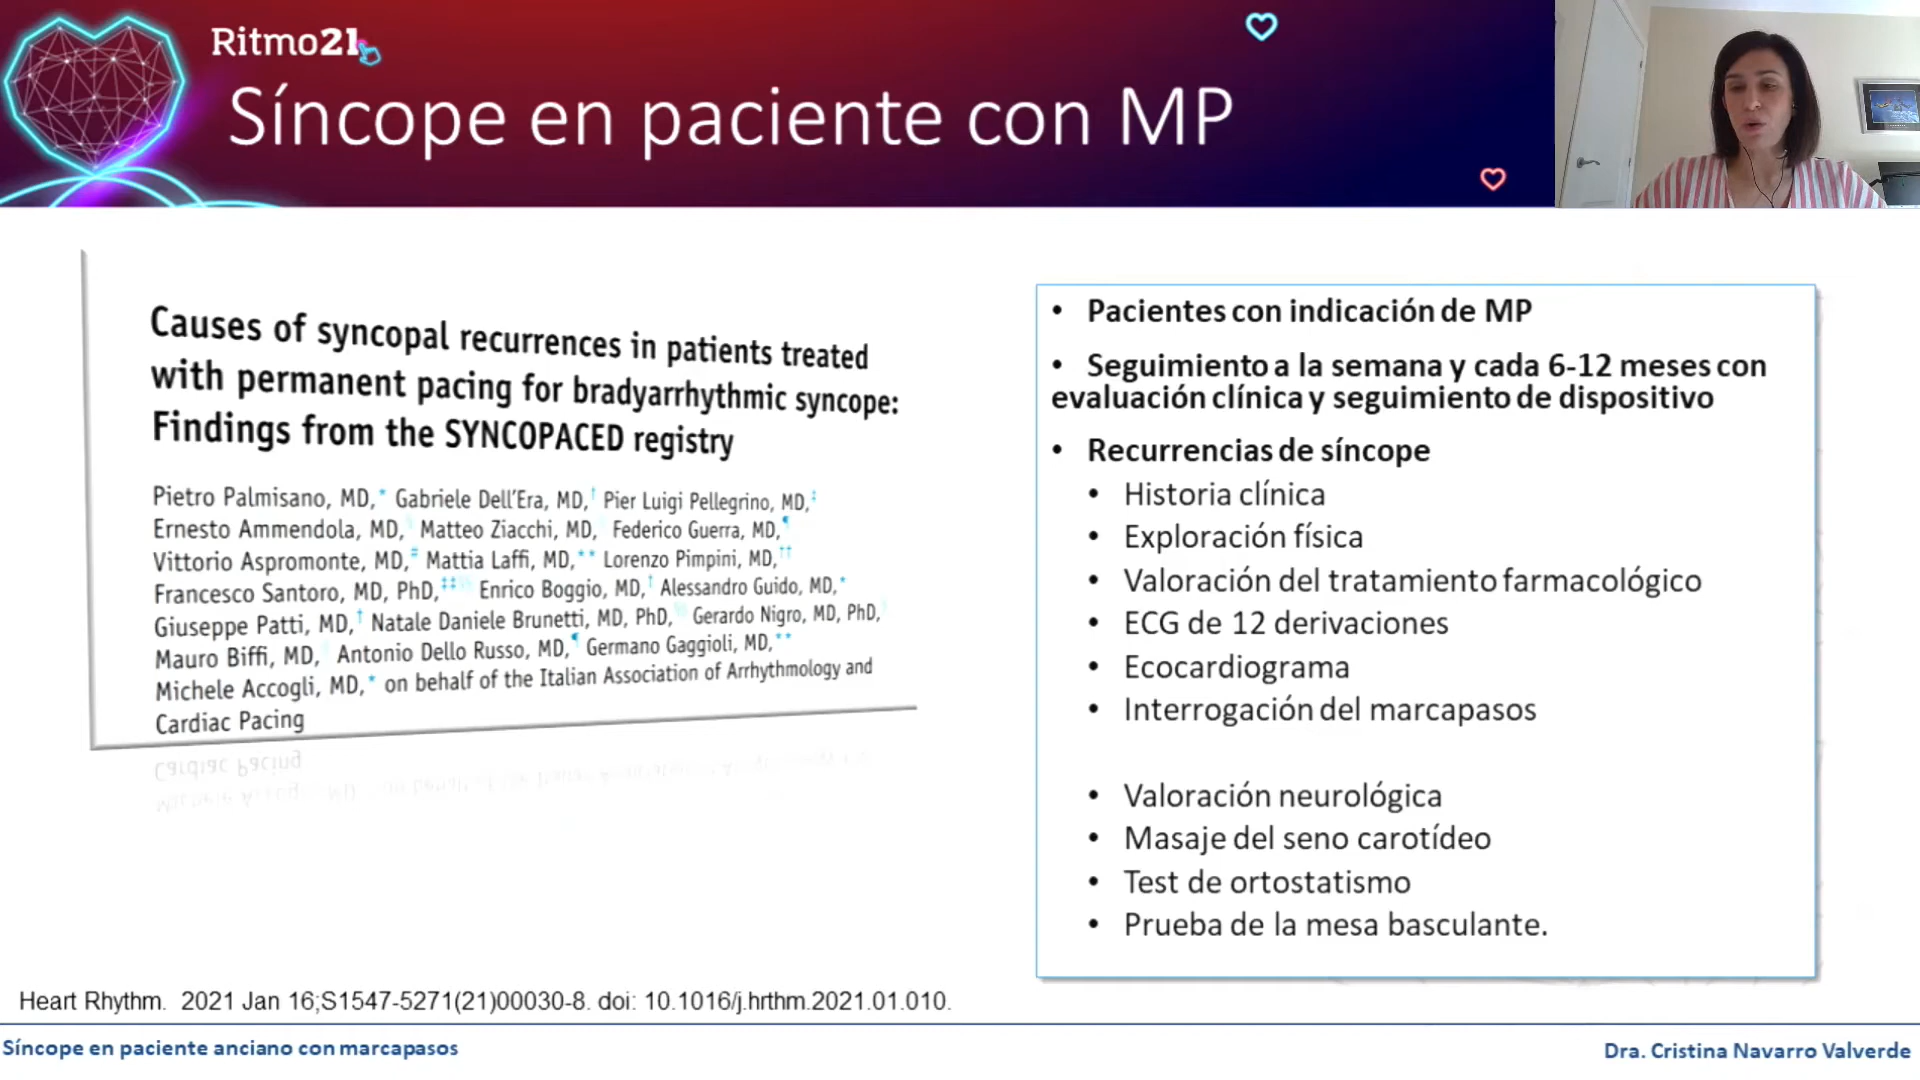 Ritmo21
Síncope en paciente con MP
Causes of syncopal recurrences in patients treated
with permanent pacing for bradyarrhythmic syncope:
Findings from the SYNCOPACED registry
Pietro Palmisano, MD,* Gabriele Dell'Era, MD,† Pier Luigi Pellegrino, MD,‡
Ernesto Ammendola, MD, Matteo Ziacchi, MD, Federico Guerra, MD,¶
Vittorio Aspromonte, MD,# Mattia Laffi, MD,** Lorenzo Pimpini, MD,††
Francesco Santoro, MD, PhD,‡‡ Enrico Boggio, MD,† Alessandro Guido, MD,*
Giuseppe Patti, MD,† Natale Daniele Brunetti, MD, PhD, Gerardo Nigro, MD, PhD,
Mauro Biffi, MD, Antonio Dello Russo, MD,¶ Germano Gaggioli, MD,**
Michele Accogli, MD,* on behalf of the Italian Association of Arrhythmology and
Cardiac Pacing
• Pacientes con indicación de MP
• Seguimiento a la semana y cada 6-12 meses con
evaluación clínica y seguimiento de dispositivo
• Recurrencias de síncope
• Historia clínica
• Exploración física
• Valoración del tratamiento farmacológico
• ECG de 12 derivaciones
• Ecocardiograma
• Interrogación del marcapasos
• Valoración neurológica
• Masaje del seno carotídeo
• Test de ortostatismo
• Prueba de la mesa basculante.
Heart Rhythm. 2021 Jan 16;S1547-5271(21)00030-8. doi: 10.1016/j.hrthm.2021.01.010.
Síncope en paciente anciano con marcapasos
Dra. Cristina Navarro Valverde